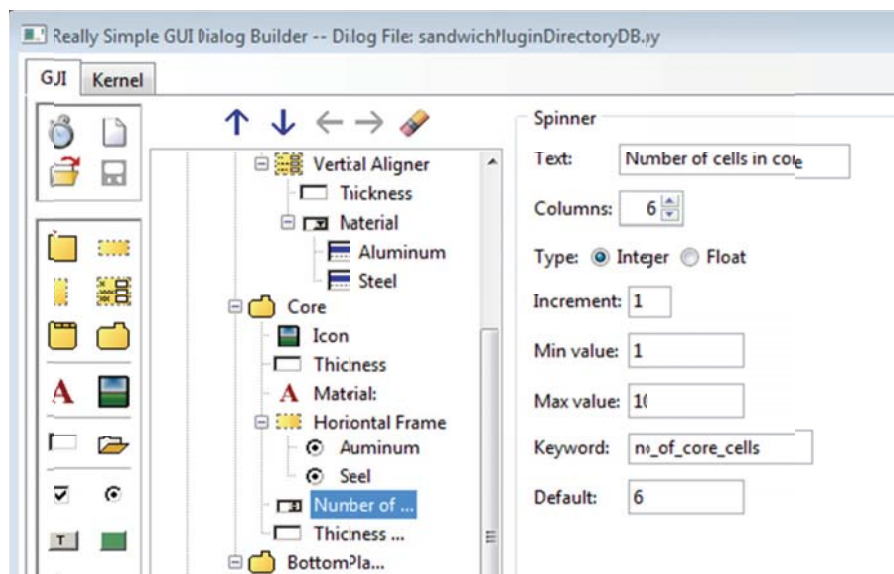 Really Simple GUI Dialog Builder -- Dilog File: sandwichPluginDirectoryDB.py
GUI Kernel
Vertial Aligner
Tickness
Material
Aluminum
Steel
Core
Icon
Thicness
Matrial:
Horiontal Frame
Auminum
Seel
Number of ...
Thicness ...
BottomPla...
Spinner
Text: Number of cells in core
Columns: 6
Type: Integer Float
Increment: 1
Min value: 1
Max value:
Keyword: no_of_core_cells
Default: 6
A
T